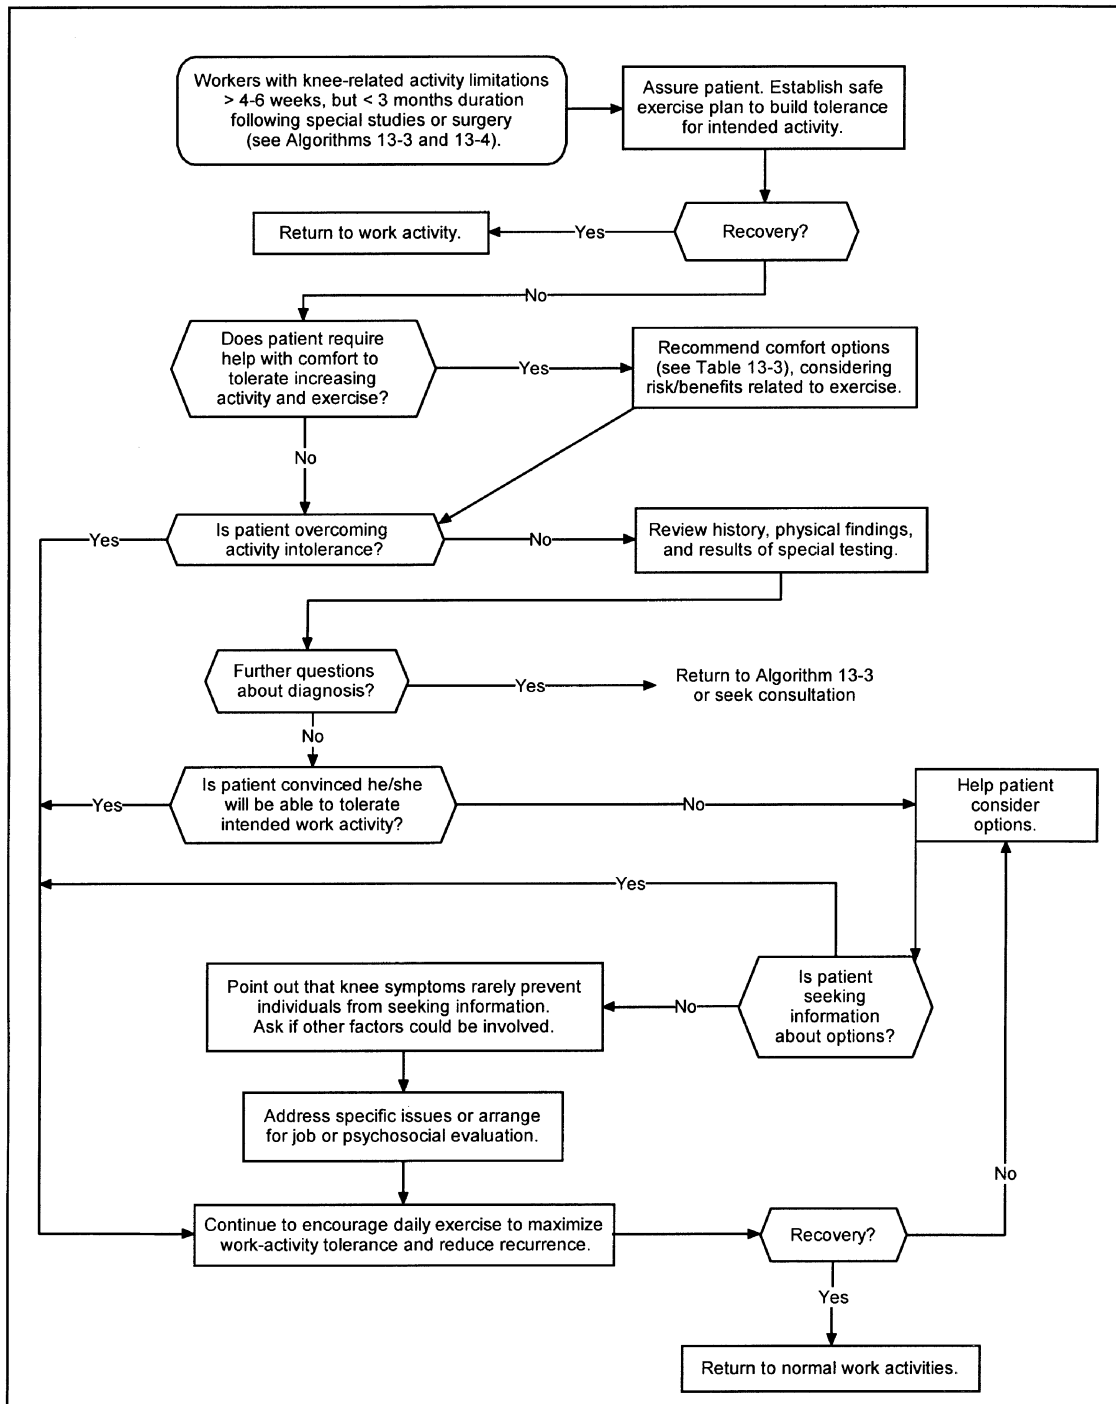 Workers with knee-related activity limitations
> 4-6 weeks, but < 3 months duration
following special studies or surgery
(see Algorithms 13-3 and 13-4).
Assure patient. Establish safe
exercise plan to build tolerance
for intended activity.
Return to work activity.
Yes
Recovery?
No
Does patient require
help with comfort to
tolerate increasing
activity and exercise?
Yes
Recommend comfort options
(see Table 13-3), considering
risk/benefits related to exercise.
No
Yes
Is patient overcoming
activity intolerance?
No
Review history, physical findings,
and results of special testing.
Further questions
about diagnosis?
Yes
Return to Algorithm 13-3
or seek consultation
No
Yes
Is patient convinced he/she
will be able to tolerate
intended work activity?
No
Help patient
consider
options.
Yes
Point out that knee symptoms rarely prevent
individuals from seeking information.
Ask if other factors could be involved.
No
Is patient
seeking
information
about options?
Address specific issues or arrange
for job or psychosocial evaluation.
No
Continue to encourage daily exercise to maximize
work-activity tolerance and reduce recurrence.
Recovery?
Yes
Return to normal work activities.